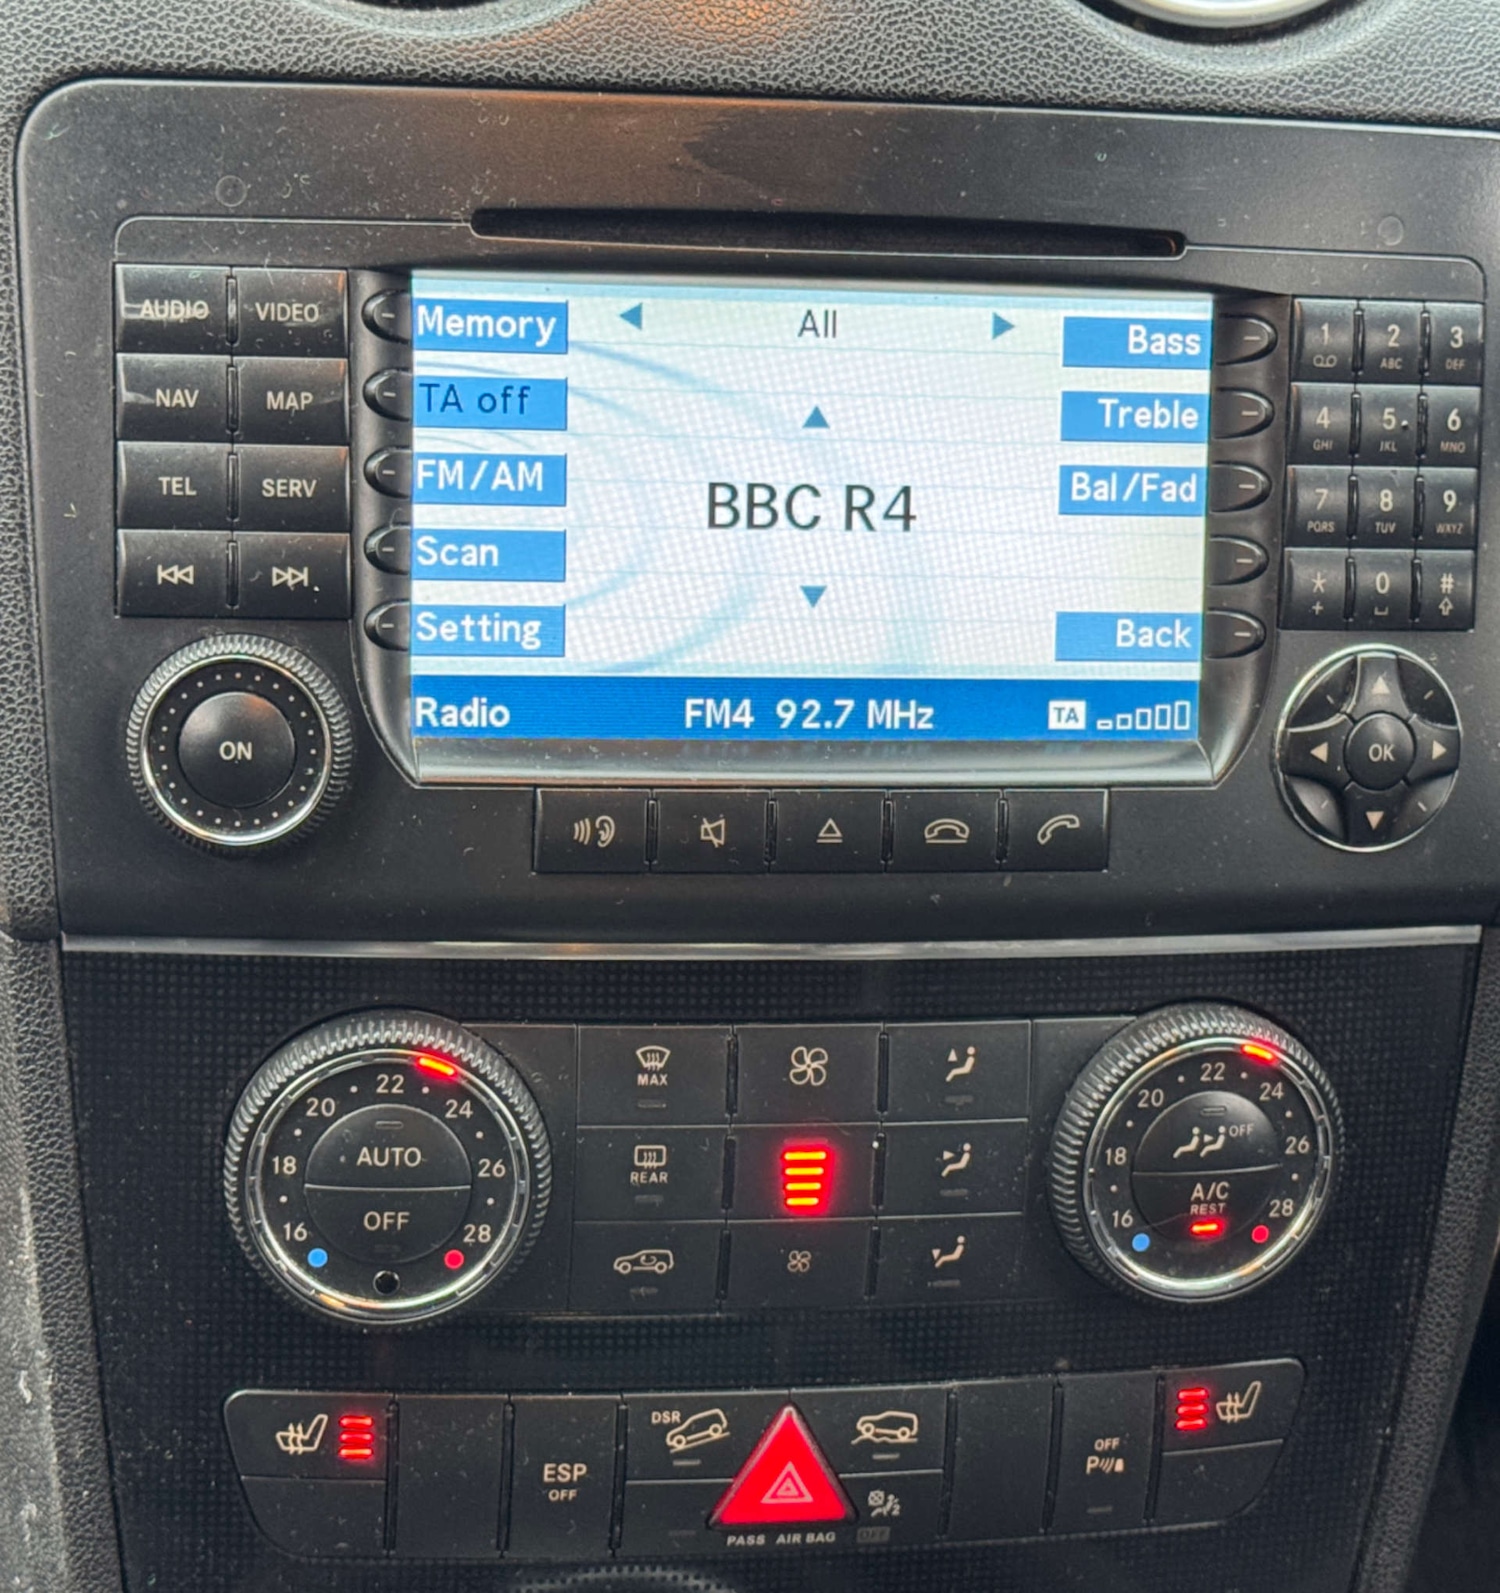 AUDIO VIDEO
NAV MAP
TEL SERV
ON
Memory
TA off
FM/AM
Scan
Setting
All
BBC R4
Bass
Treble
Bal/Fad
Back
Radio FM4 92.7 MHz TA
1 2 3
ABC DEF
4 5 6
GHI JKL MNO
7 8 9
PQRS TUV WXYZ
* 0 #
+
OK
16 18 20 22 24 26 28
AUTO
OFF
MAX
REAR
16 18 20 22 24 26 28
OFF
A/C
REST
ESP
OFF
DSR
PASS AIR BAG OFF
OFF
P